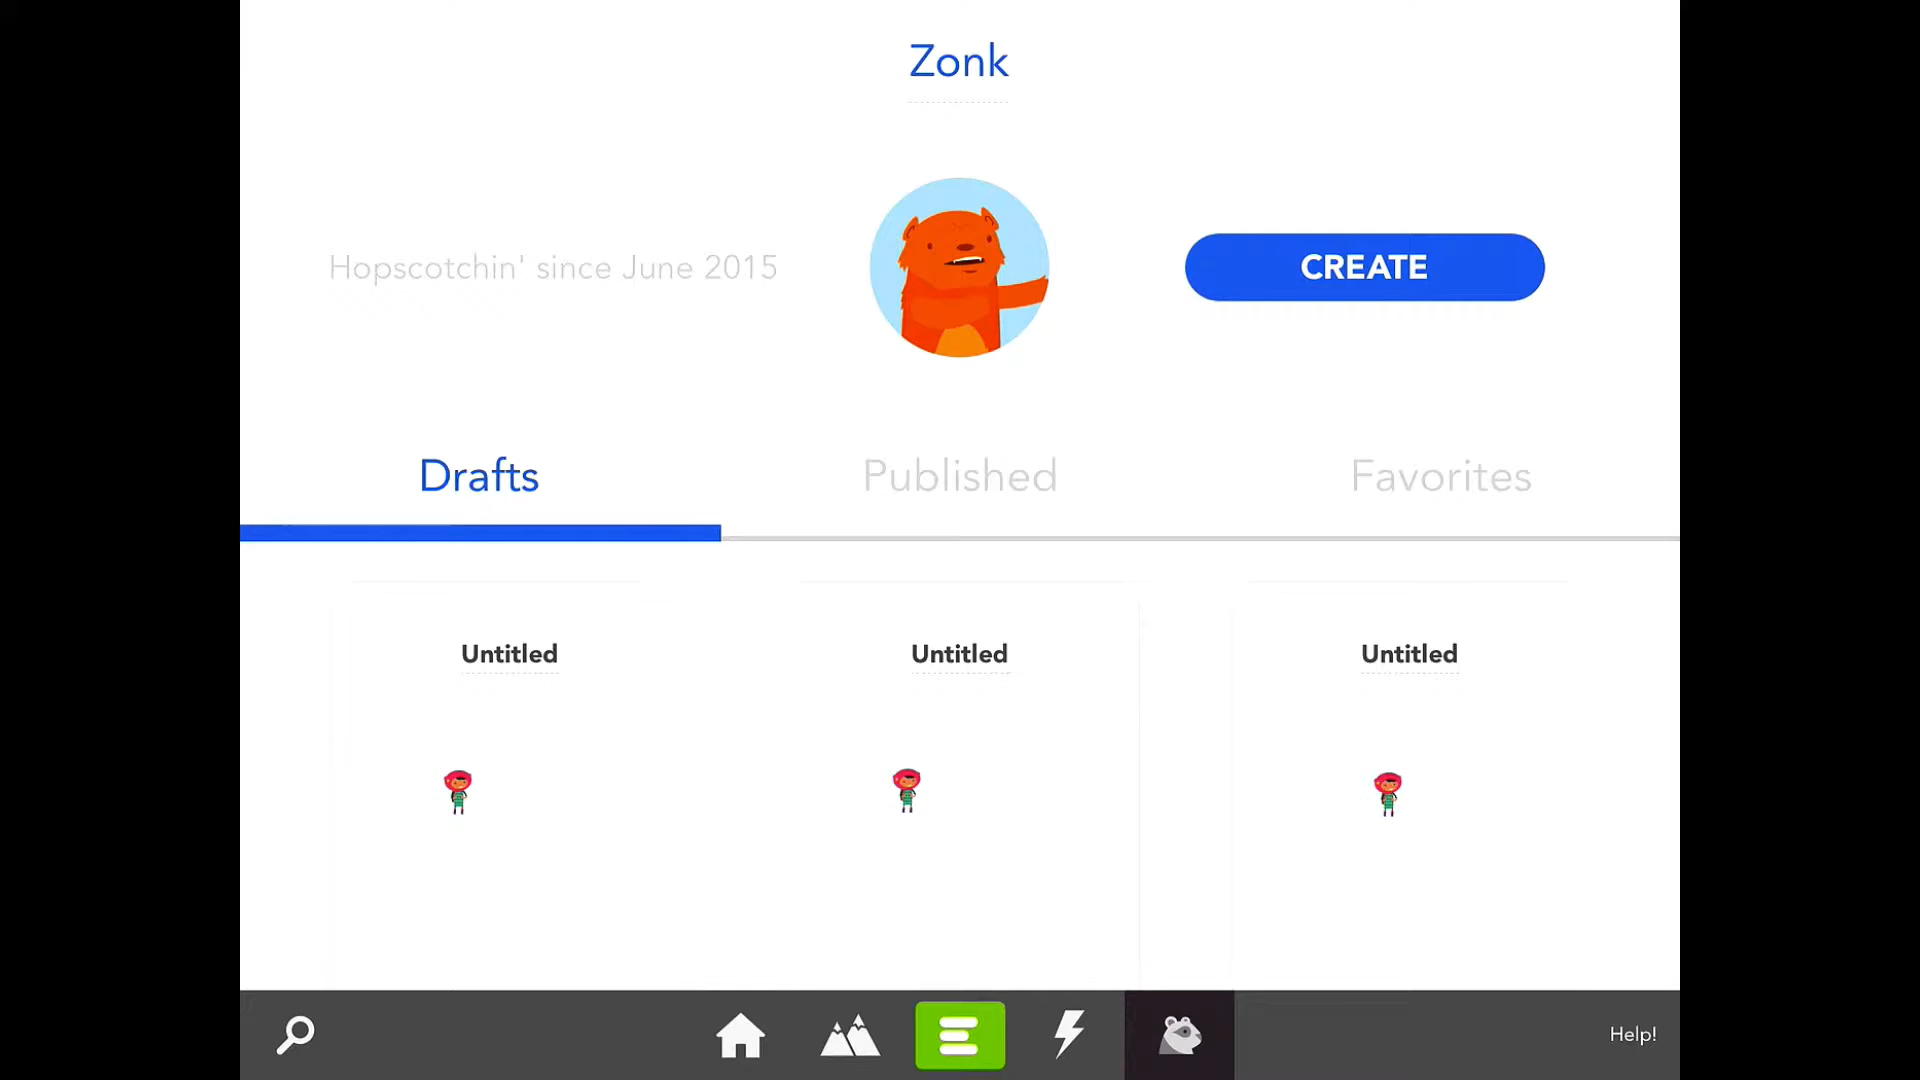 Zonk
Hopscotchin' since June 2015
CREATE
Drafts
Published
Favorites
Untitled
Untitled
Untitled
Help!